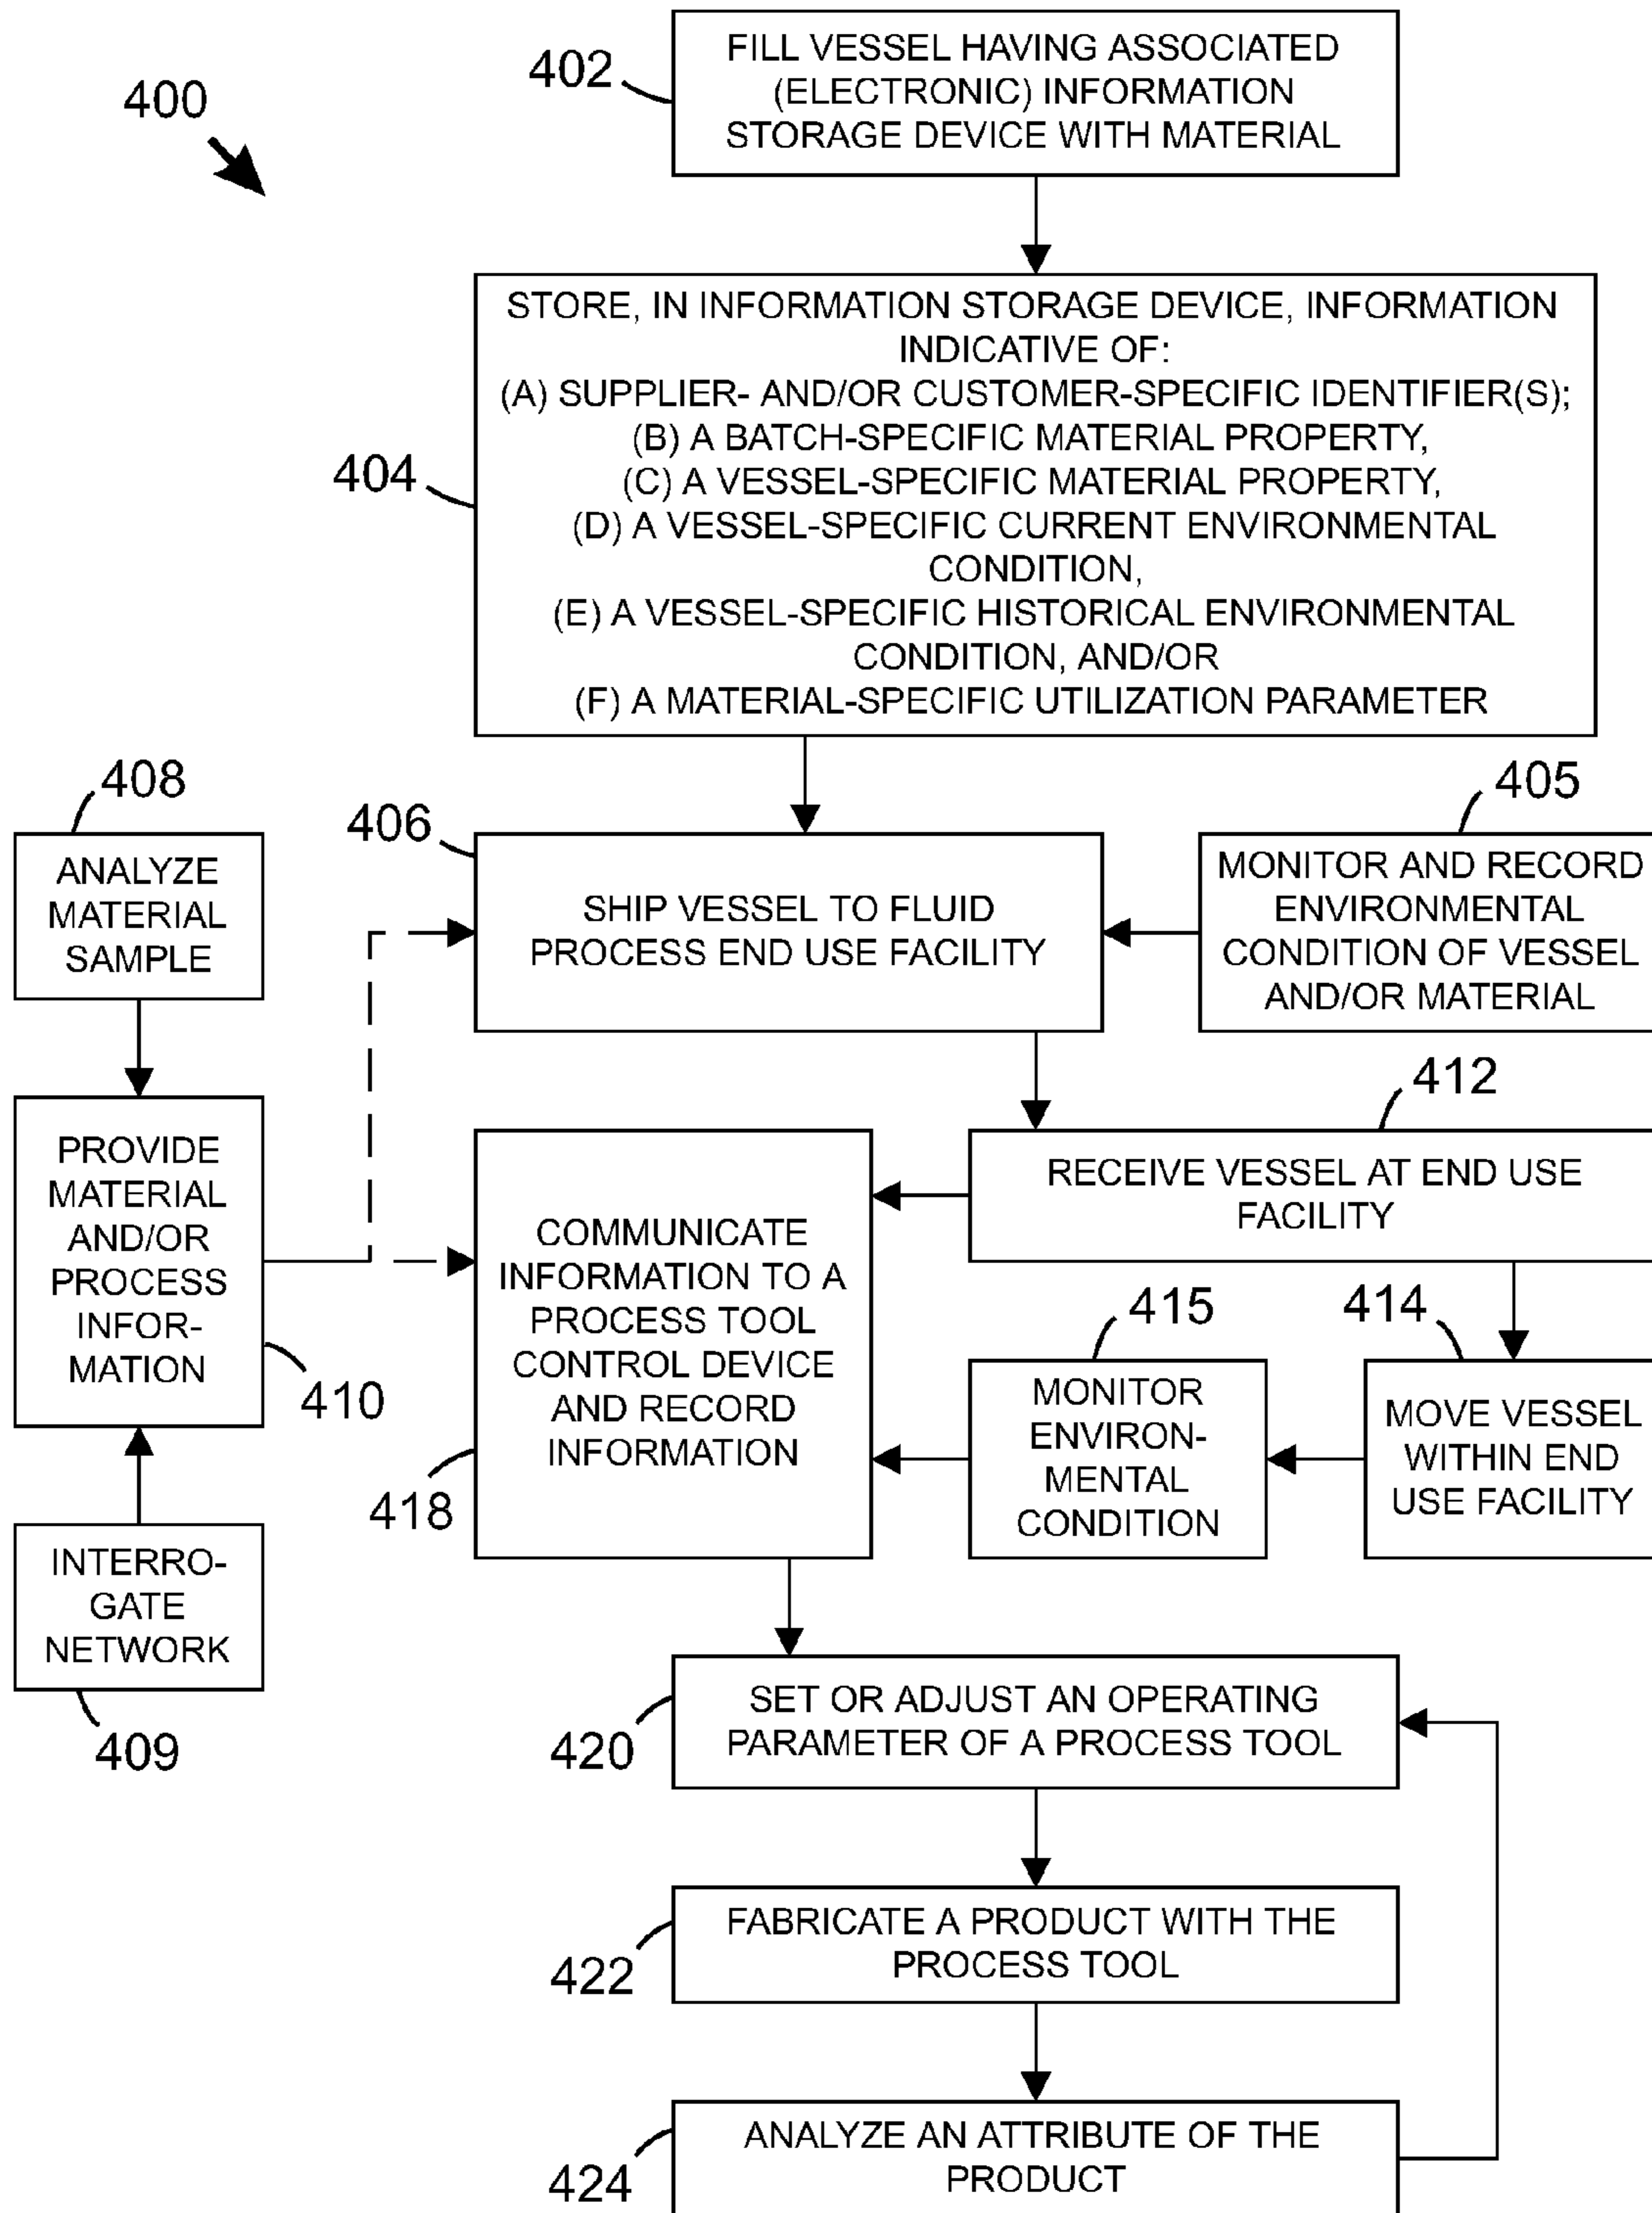 400
402
FILL VESSEL HAVING ASSOCIATED
(ELECTRONIC) INFORMATION
STORAGE DEVICE WITH MATERIAL
404
STORE, IN INFORMATION STORAGE DEVICE, INFORMATION
INDICATIVE OF:
(A) SUPPLIER- AND/OR CUSTOMER-SPECIFIC IDENTIFIER(S);
(B) A BATCH-SPECIFIC MATERIAL PROPERTY,
(C) A VESSEL-SPECIFIC MATERIAL PROPERTY,
(D) A VESSEL-SPECIFIC CURRENT ENVIRONMENTAL
CONDITION,
(E) A VESSEL-SPECIFIC HISTORICAL ENVIRONMENTAL
CONDITION, AND/OR
(F) A MATERIAL-SPECIFIC UTILIZATION PARAMETER
408
ANALYZE
MATERIAL
SAMPLE
406
SHIP VESSEL TO FLUID
PROCESS END USE FACILITY
405
MONITOR AND RECORD
ENVIRONMENTAL
CONDITION OF VESSEL
AND/OR MATERIAL
PROVIDE
MATERIAL
AND/OR
PROCESS
INFOR-
MATION
410
COMMUNICATE
INFORMATION TO A
PROCESS TOOL
CONTROL DEVICE
AND RECORD
INFORMATION
418
412
RECEIVE VESSEL AT END USE
FACILITY
415
MONITOR
ENVIRON-
MENTAL
CONDITION
414
MOVE VESSEL
WITHIN END
USE FACILITY
INTERRO-
GATE
NETWORK
409
420
SET OR ADJUST AN OPERATING
PARAMETER OF A PROCESS TOOL
422
FABRICATE A PRODUCT WITH THE
PROCESS TOOL
424
ANALYZE AN ATTRIBUTE OF THE
PRODUCT